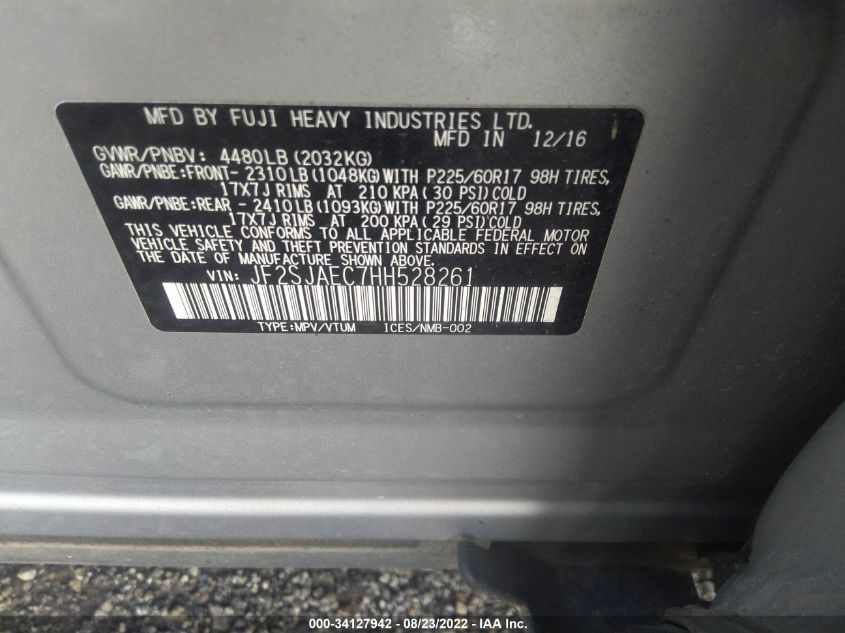 MFD BY FUJI HEAVY INDUSTRIES LTD.
MFD IN 12/16
GVWR/PNBV: 4480LB (2032KG)
GAWR/PNBE:FRONT- 2310LB (1048KG) WITH P225/60R17 98H TIRES,
17X7J RIMS AT 210 KPA ( 30 PSI) COLD
GAWR/PNBE:REAR - 2410LB (1093KG) WITH P225/60R17 98H TIRES,
17X7J RIMS AT 200 KPA ( 29 PSI) COLD
THIS VEHICLE CONFORMS TO ALL APPLICABLE FEDERAL MOTOR
VEHICLE SAFETY AND THEFT PREVENTION STANDARDS IN EFFECT ON
THE DATE OF MANUFACTURE SHOWN ABOVE.
VIN: JF2SJAEC7HH528261
TYPE:MPV/VTUM ICES/NMB-002
000-34127942 - 08/23/2022 - IAA Inc.